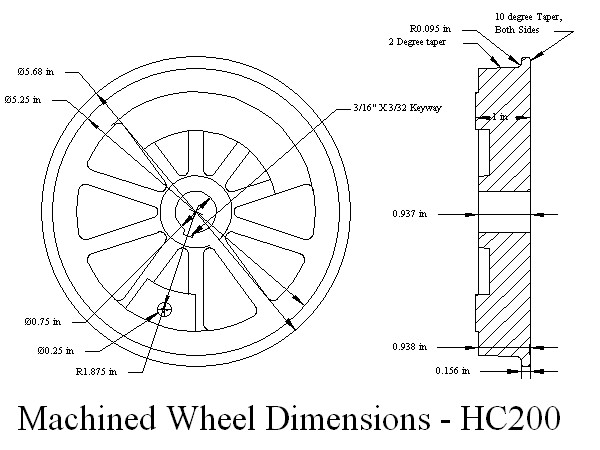 10 degree Taper,
Both Sides
R0.095 in
2 Degree taper
Ø5.68 in
Ø5.25 in
3/16" X 3/32 Keyway
1 in
0.937 in
Ø0.75 in
Ø0.25 in
R1.875 in
0.938 in
0.156 in
Machined Wheel Dimensions - HC200